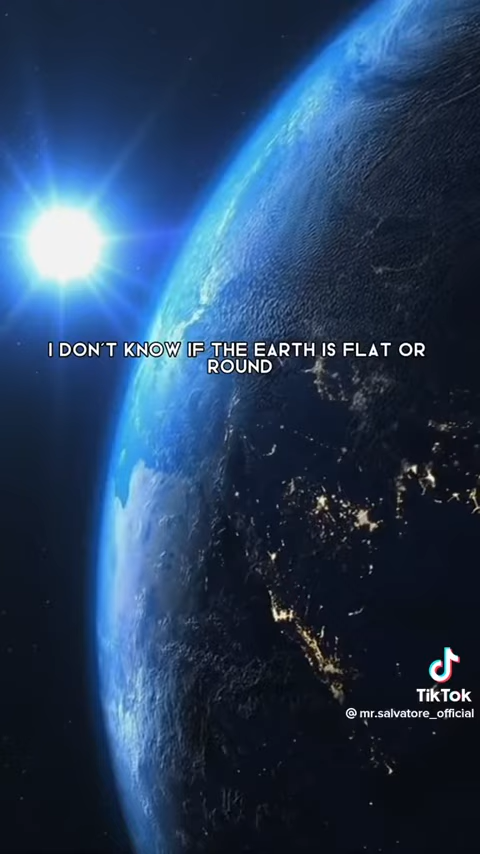 I DON'T KNOW IF THE EARTH IS FLAT OR
ROUND
TikTok
@ mr.salvatore_official